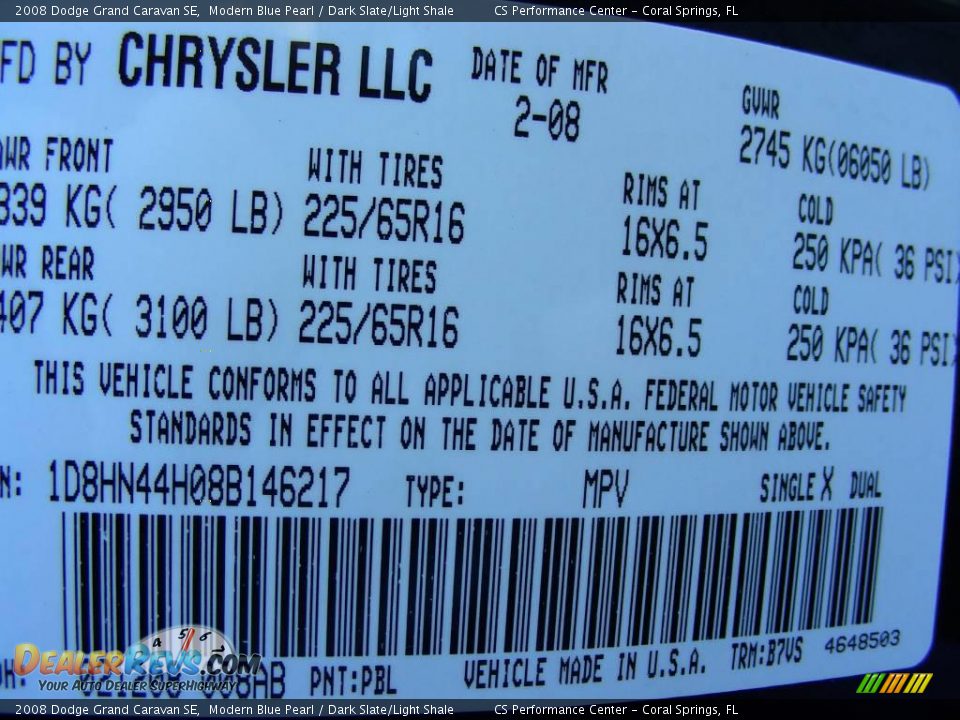 2008 Dodge Grand Caravan SE, Modern Blue Pearl / Dark Slate/Light Shale CS Performance Center - Coral Springs, FL
FD BY CHRYSLER LLC DATE OF MFR GVWR
2-08 2745 KG(06050 LB)
WR FRONT WITH TIRES RIMS AT COLD
339 KG( 2950 LB) 225/65R16 16X6.5 250 KPA( 36 PSI)
WR REAR WITH TIRES RIMS AT COLD
407 KG( 3100 LB) 225/65R16 16X6.5 250 KPA( 36 PSI)
THIS VEHICLE CONFORMS TO ALL APPLICABLE U.S.A. FEDERAL MOTOR VEHICLE SAFETY
STANDARDS IN EFFECT ON THE DATE OF MANUFACTURE SHOWN ABOVE.
N: 1D8HN44H08B146217 TYPE: MPV SINGLE X DUAL
PNT:PBL VEHICLE MADE IN U.S.A. TRM:B7VS 4648503
4 5 6
DealerRevs.com
Your Auto Dealer SuperHighway
2008 Dodge Grand Caravan SE, Modern Blue Pearl / Dark Slate/Light Shale CS Performance Center - Coral Springs, FL